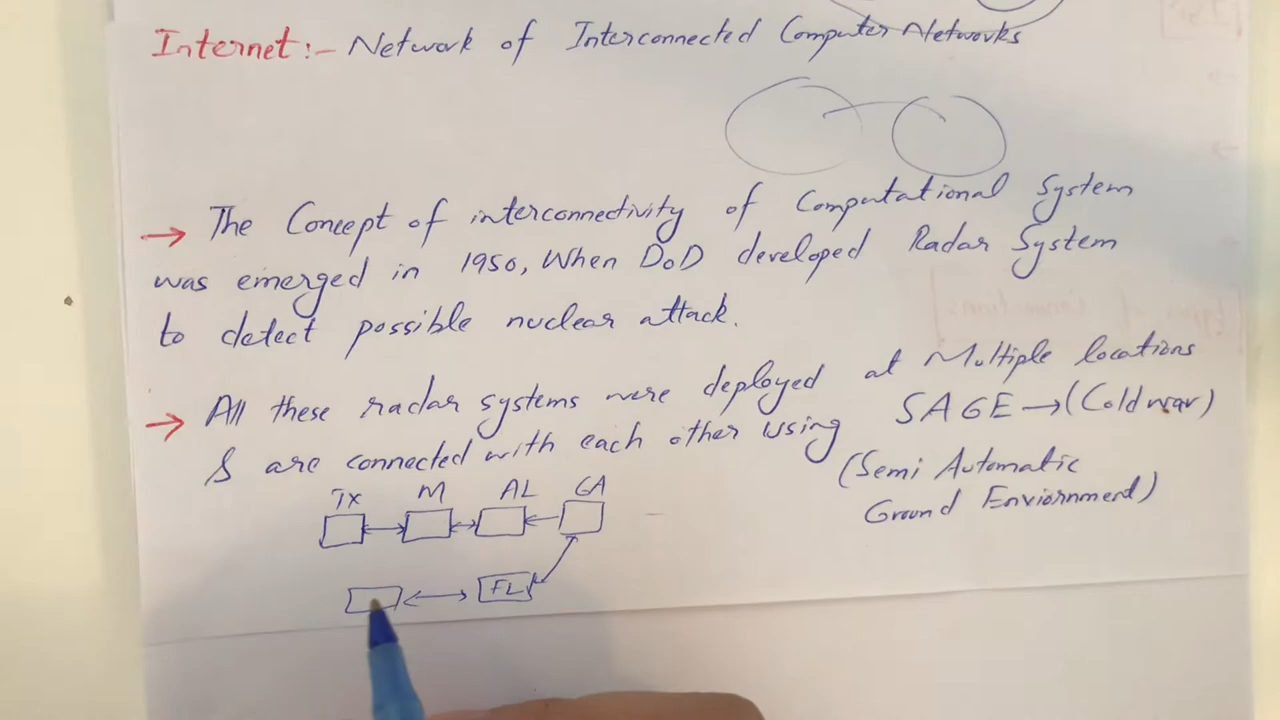 Internet :- Network of Interconnected Computer Networks
→ The Concept of interconnectivity of Computational System
was emerged in 1950, When DoD developed Radar System
to detect possible nuclear attack.
→ All these radar systems were deployed at Multiple locations
& are connected with each other using SAGE → (Cold war)
(Semi Automatic
Ground Enviornment)
TX M AL GA
FL